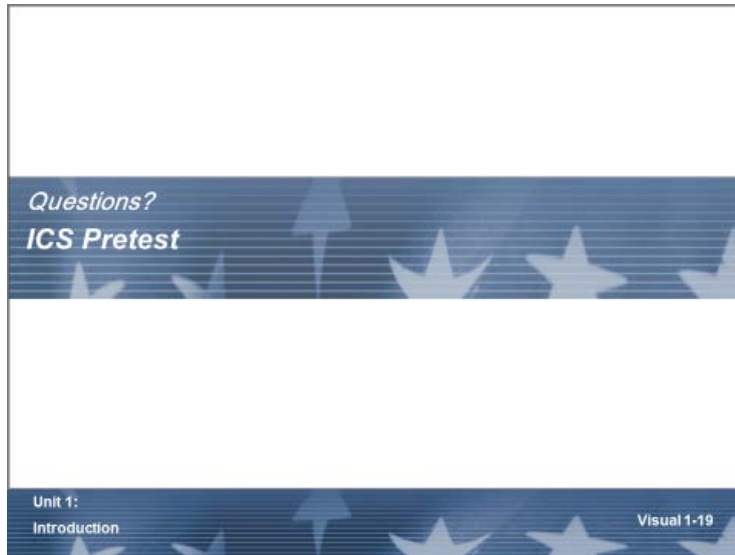 Questions?
ICS Pretest
Unit 1:
Introduction
Visual 1-19